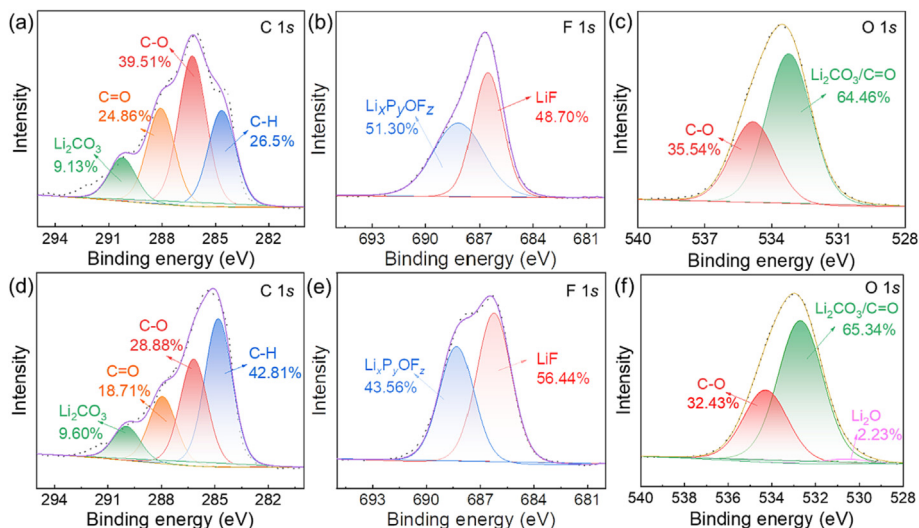 (a)
C 1s
C-O
39.51%
C=O
24.86%
Li₂CO₃
9.13%
C-H
26.5%
Intensity
294 291 288 285 282
Binding energy (eV)
(b)
F 1s
LiₓPᵧOF_z
51.30%
LiF
48.70%
Intensity
693 690 687 684 681
Binding energy (eV)
(c)
O 1s
Li₂CO₃/C=O
64.46%
C-O
35.54%
Intensity
540 537 534 531 528
Binding energy (eV)
(d)
C 1s
C-O
28.88%
C=O
18.71%
Li₂CO₃
9.60%
C-H
42.81%
Intensity
294 291 288 285 282
Binding energy (eV)
(e)
F 1s
LiₓPᵧOF_z
43.56%
LiF
56.44%
Intensity
693 690 687 684 681
Binding energy (eV)
(f)
O 1s
Li₂CO₃/C=O
65.34%
C-O
32.43%
Li₂O
2.23%
Intensity
540 538 536 534 532 530 528
Binding energy (eV)